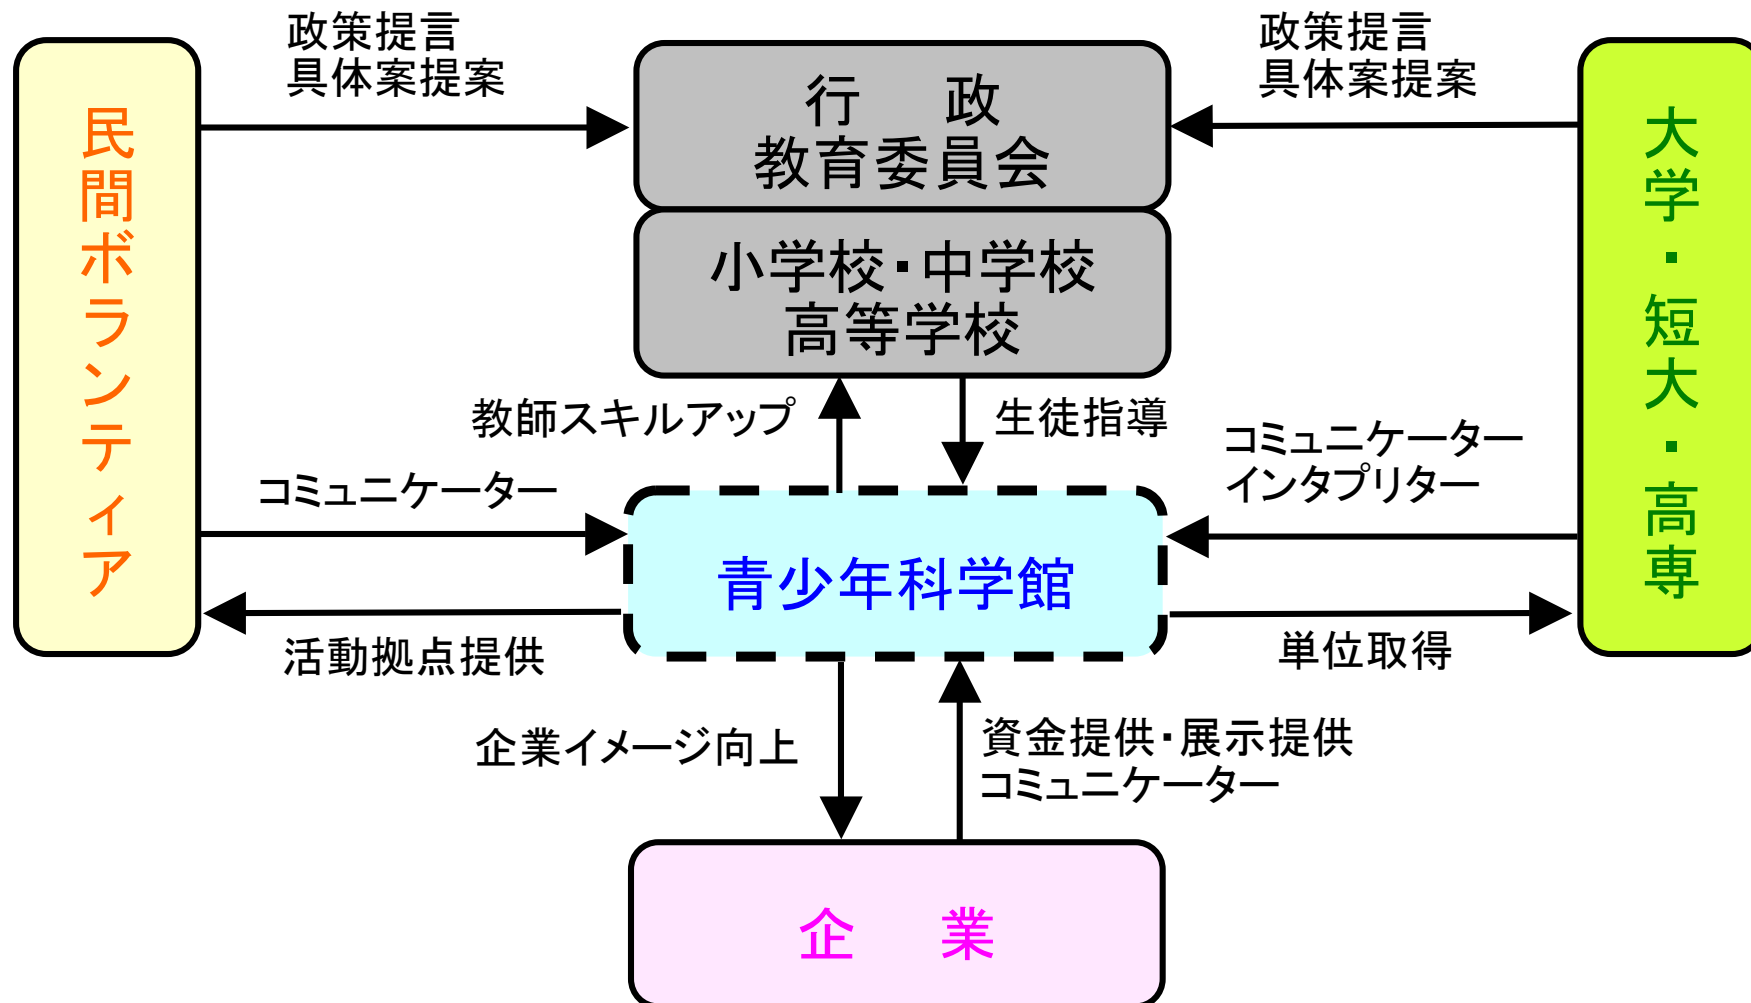 政策提言
具体案提案
政策提言
具体案提案
行　政
教育委員会
小学校・中学校
高等学校
民間ボランティア
大学・短大・高専
教師スキルアップ
生徒指導
コミュニケーター
コミュニケーター
インタプリター
青少年科学館
活動拠点提供
単位取得
企業イメージ向上
資金提供・展示提供
コミュニケーター
企　業